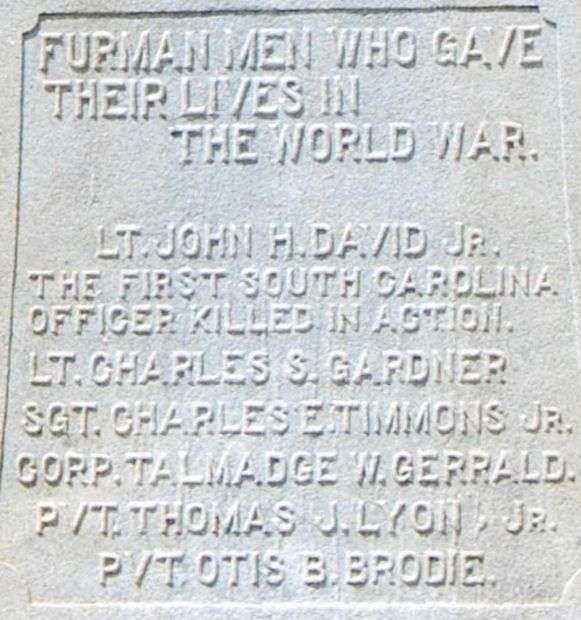 FURMAN MEN WHO GAVE
THEIR LIVES IN
THE WORLD WAR.
LT. JOHN H. DAVID JR.
THE FIRST SOUTH CAROLINA
OFFICER KILLED IN ACTION.
LT. CHARLES S. GARDNER
SGT. CHARLES E. TIMMONS JR.
CORP. TALMADGE W. GERRALD.
PVT. THOMAS J. LYON, JR.
PVT. OTIS B. BRODIE.